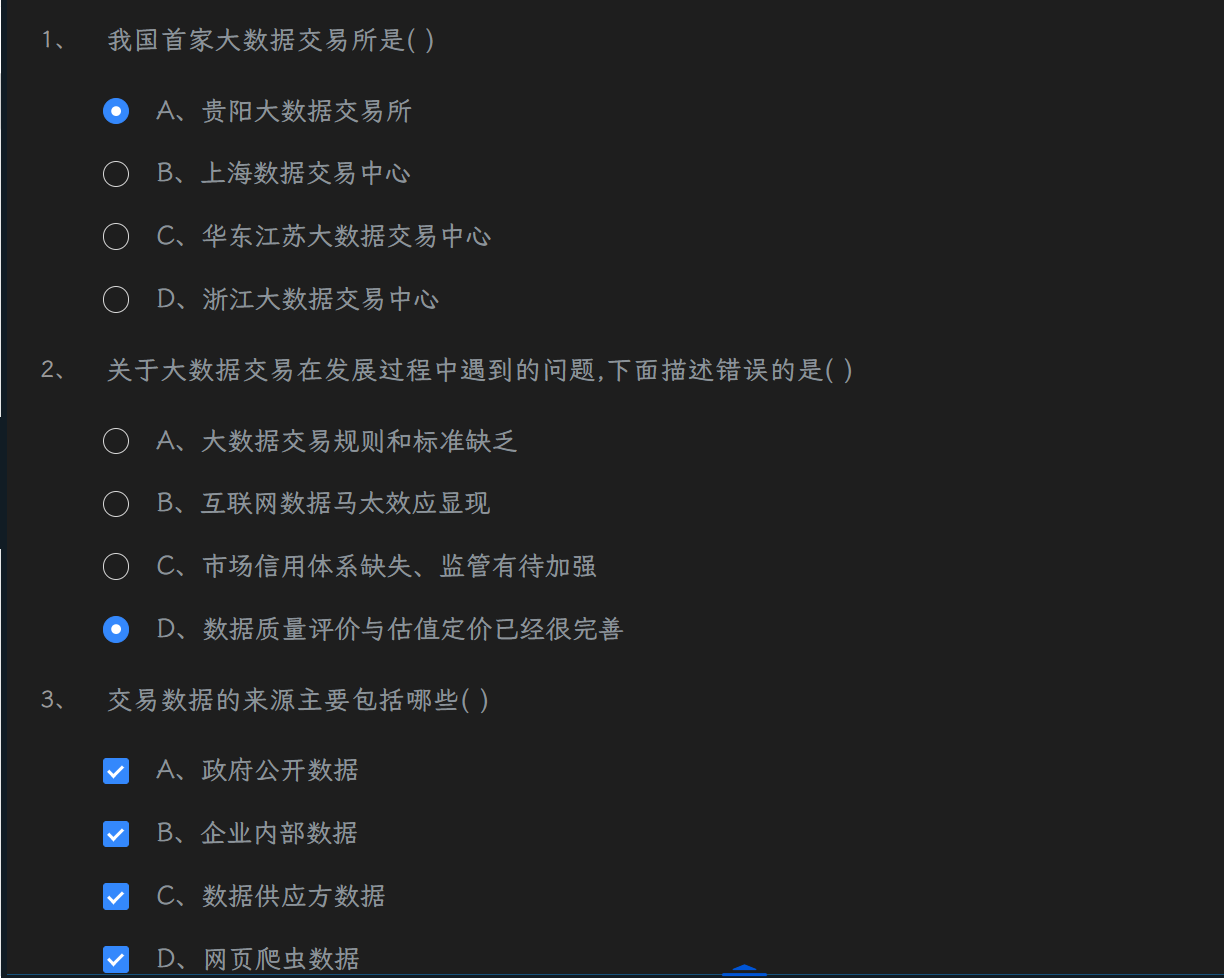 1、 我国首家大数据交易所是( )
A、贵阳大数据交易所
B、上海数据交易中心
C、华东江苏大数据交易中心
D、浙江大数据交易中心
2、 关于大数据交易在发展过程中遇到的问题,下面描述错误的是( )
A、大数据交易规则和标准缺乏
B、互联网数据马太效应显现
C、市场信用体系缺失、监管有待加强
D、数据质量评价与估值定价已经很完善
3、 交易数据的来源主要包括哪些( )
A、政府公开数据
B、企业内部数据
C、数据供应方数据
D、网页爬虫数据